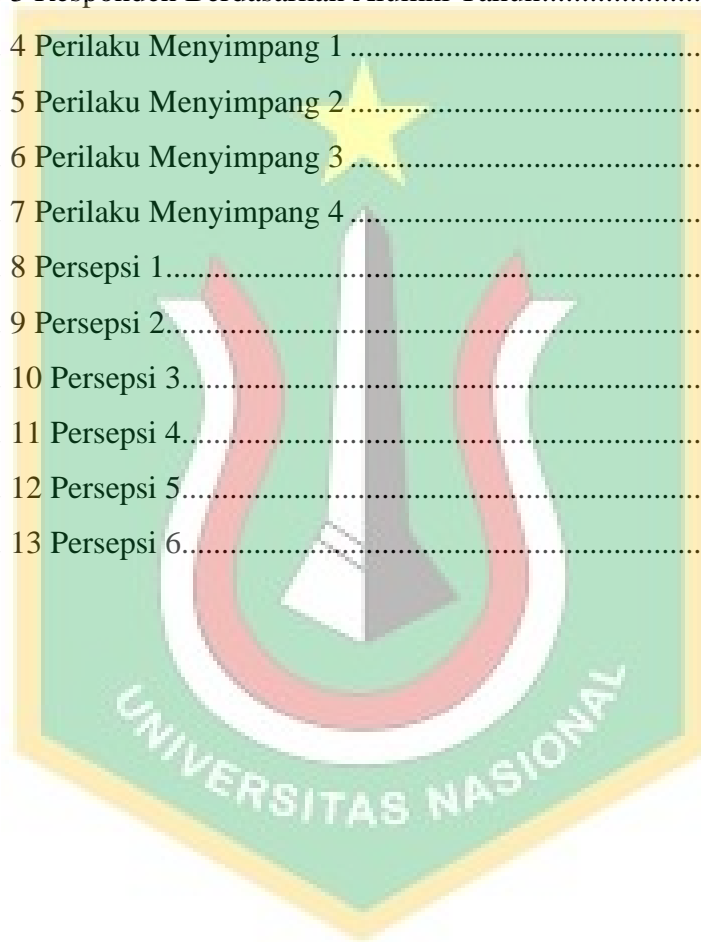 4 Perilaku Menyimpang 1 ................................................
5 Perilaku Menyimpang 2 ................................................
6 Perilaku Menyimpang 3 ................................................
7 Perilaku Menyimpang 4 ................................................
8 Persepsi 1......................................................................
9 Persepsi 2......................................................................
10 Persepsi 3....................................................................
11 Persepsi 4....................................................................
12 Persepsi 5....................................................................
13 Persepsi 6....................................................................
UNIVERSITAS NASIONAL